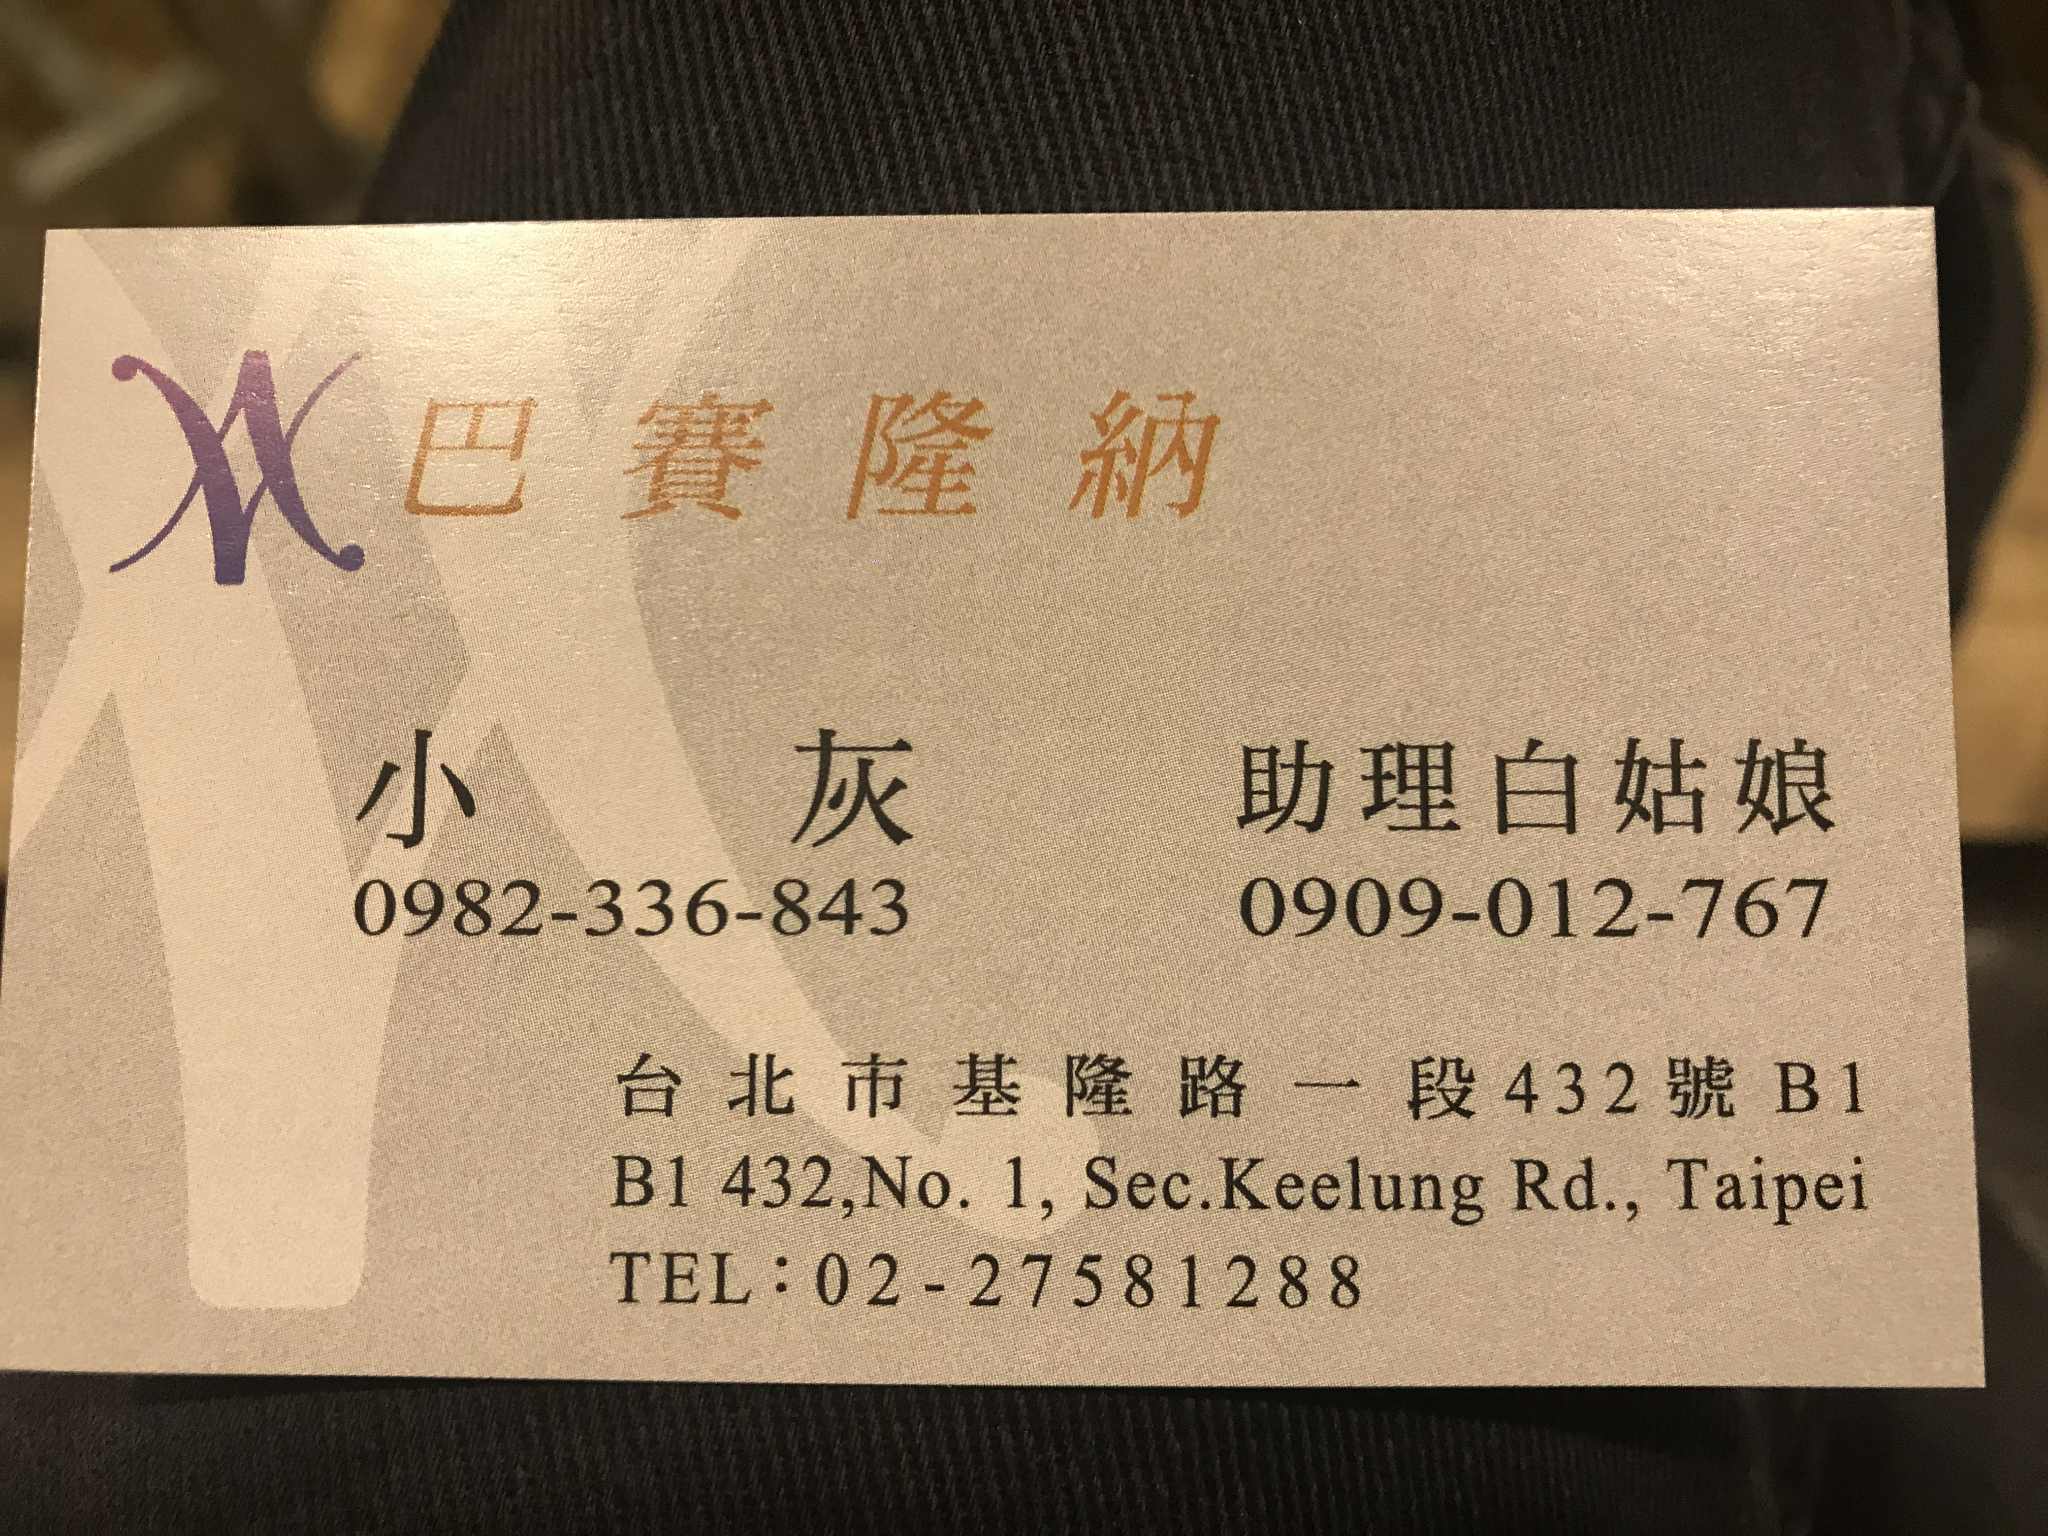 巴賽隆納
小灰 助理白姑娘
0982-336-843 0909-012-767
台北市基隆路一段432號 B1
B1 432,No. 1, Sec.Keelung Rd., Taipei
TEL：02-27581288